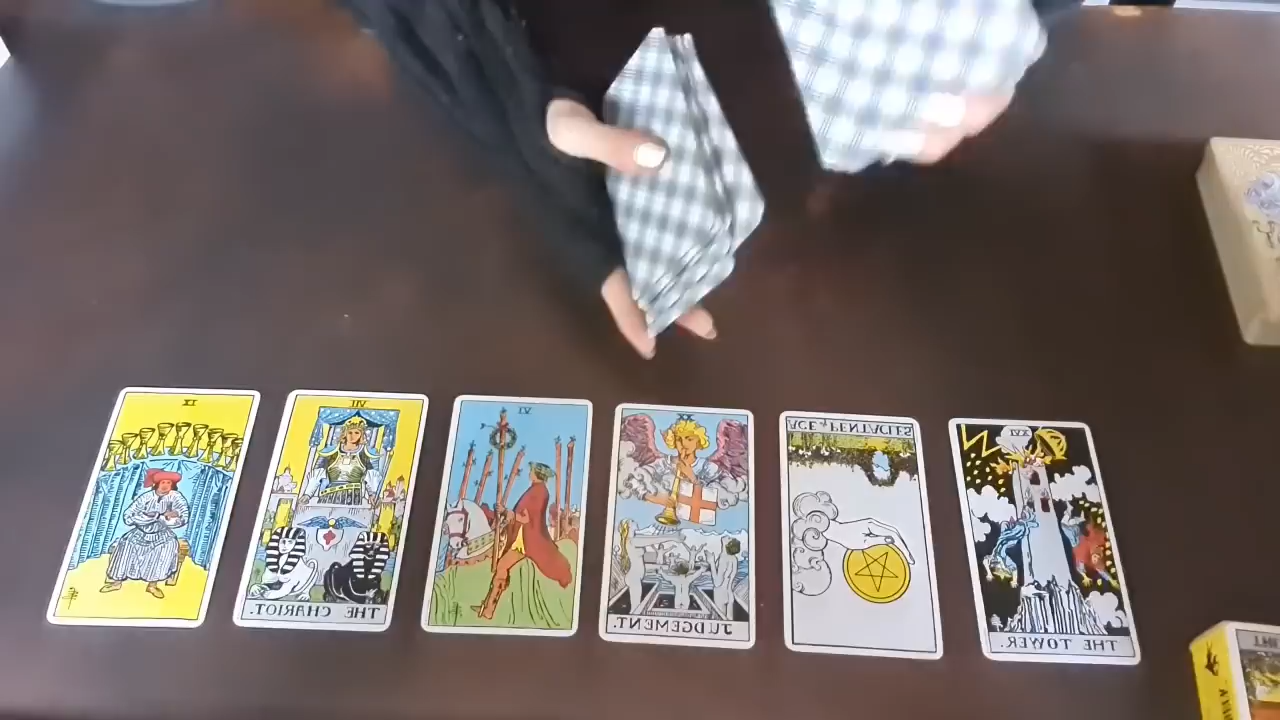 IX
VII
THE CHARIOT.
VI
XX
JUDGEMENT.
ACE of PENTACLES
XVI
THE TOWER.